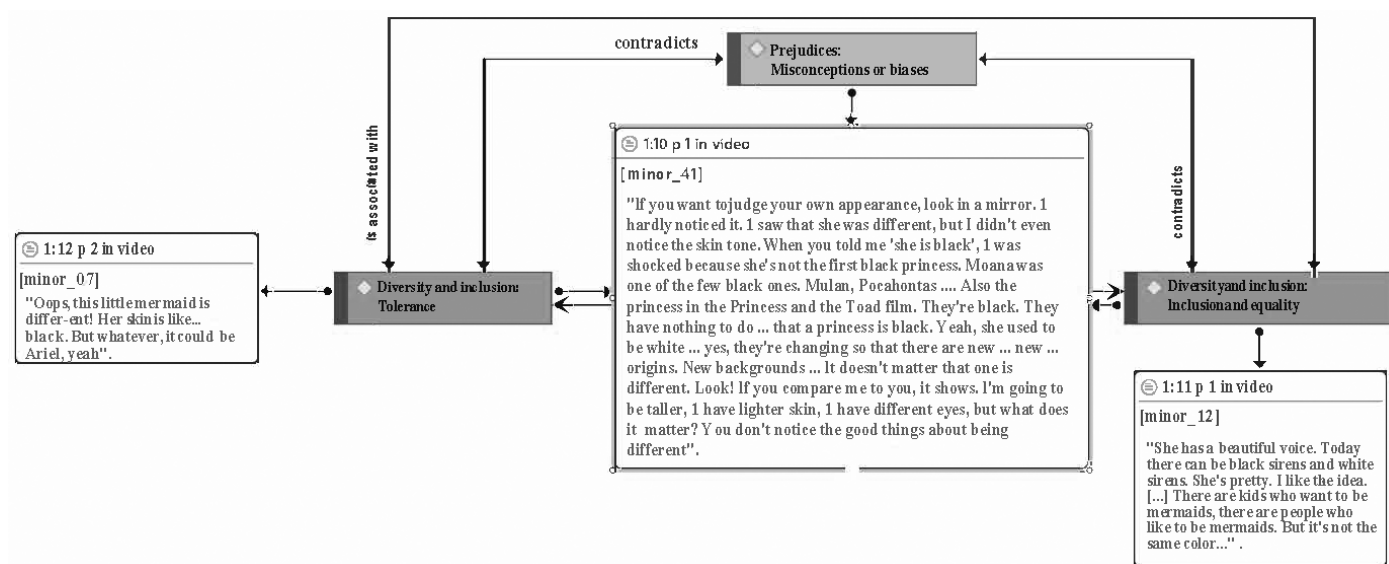 contradicts
Prejudices:
Misconceptions or biases
is associated with
contradicts
1:10 p 1 in video
[minor_41]
"If you want tojudge your own appearance, look in a mirror. 1
hardly noticed it. 1 saw that she was different, but I didn't even
notice the skin tone. When you told me 'she is black', 1 was
shocked because she's not the first black princess. Moana was
one of the few black ones. Mulan, Pocahontas .... Also the
princess in the Princess and the Toad film. They're black. They
have nothing to do ... that a princess is black. Yeah, she used to
be white ... yes, they're changing so that there are new ... new ...
origins. New backgrounds ... It doesn't matter that one is
different. Look! If you compare me to you, it shows. I'm going to
be taller, 1 have lighter skin, 1 have different eyes, but what does
it matter? Y ou don't notice the good things about being
different".
1:12 p 2 in video
[minor_07]
"Oops, this little mermaid is
differ-ent! Her skin is like...
black. But whatever, it could be
Ariel, yeah".
Diversity and inclusion:
Tolerance
Diversity and inclusion:
Inclusion and equality
1:11 p 1 in video
[minor_12]
"She has a beautiful voice. Today
there can be black sirens and white
sirens. She's pretty. I like the idea.
[...] There are kids who want to be
mermaids, there are people who
like to be mermaids. But it's not the
same color..." .